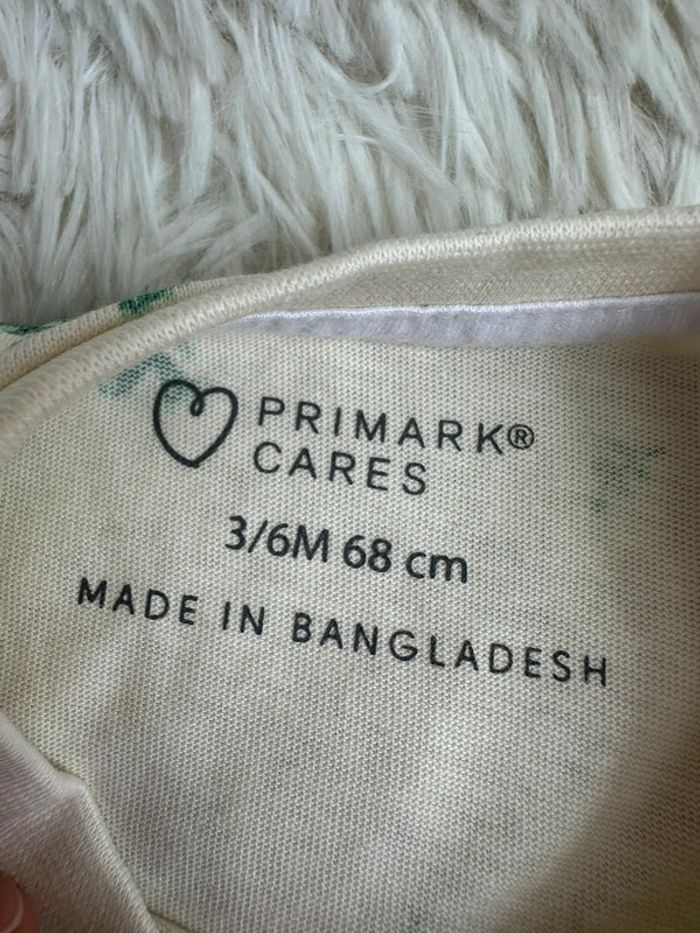 PRIMARK®
CARES
3/6M 68 cm
MADE IN BANGLADESH